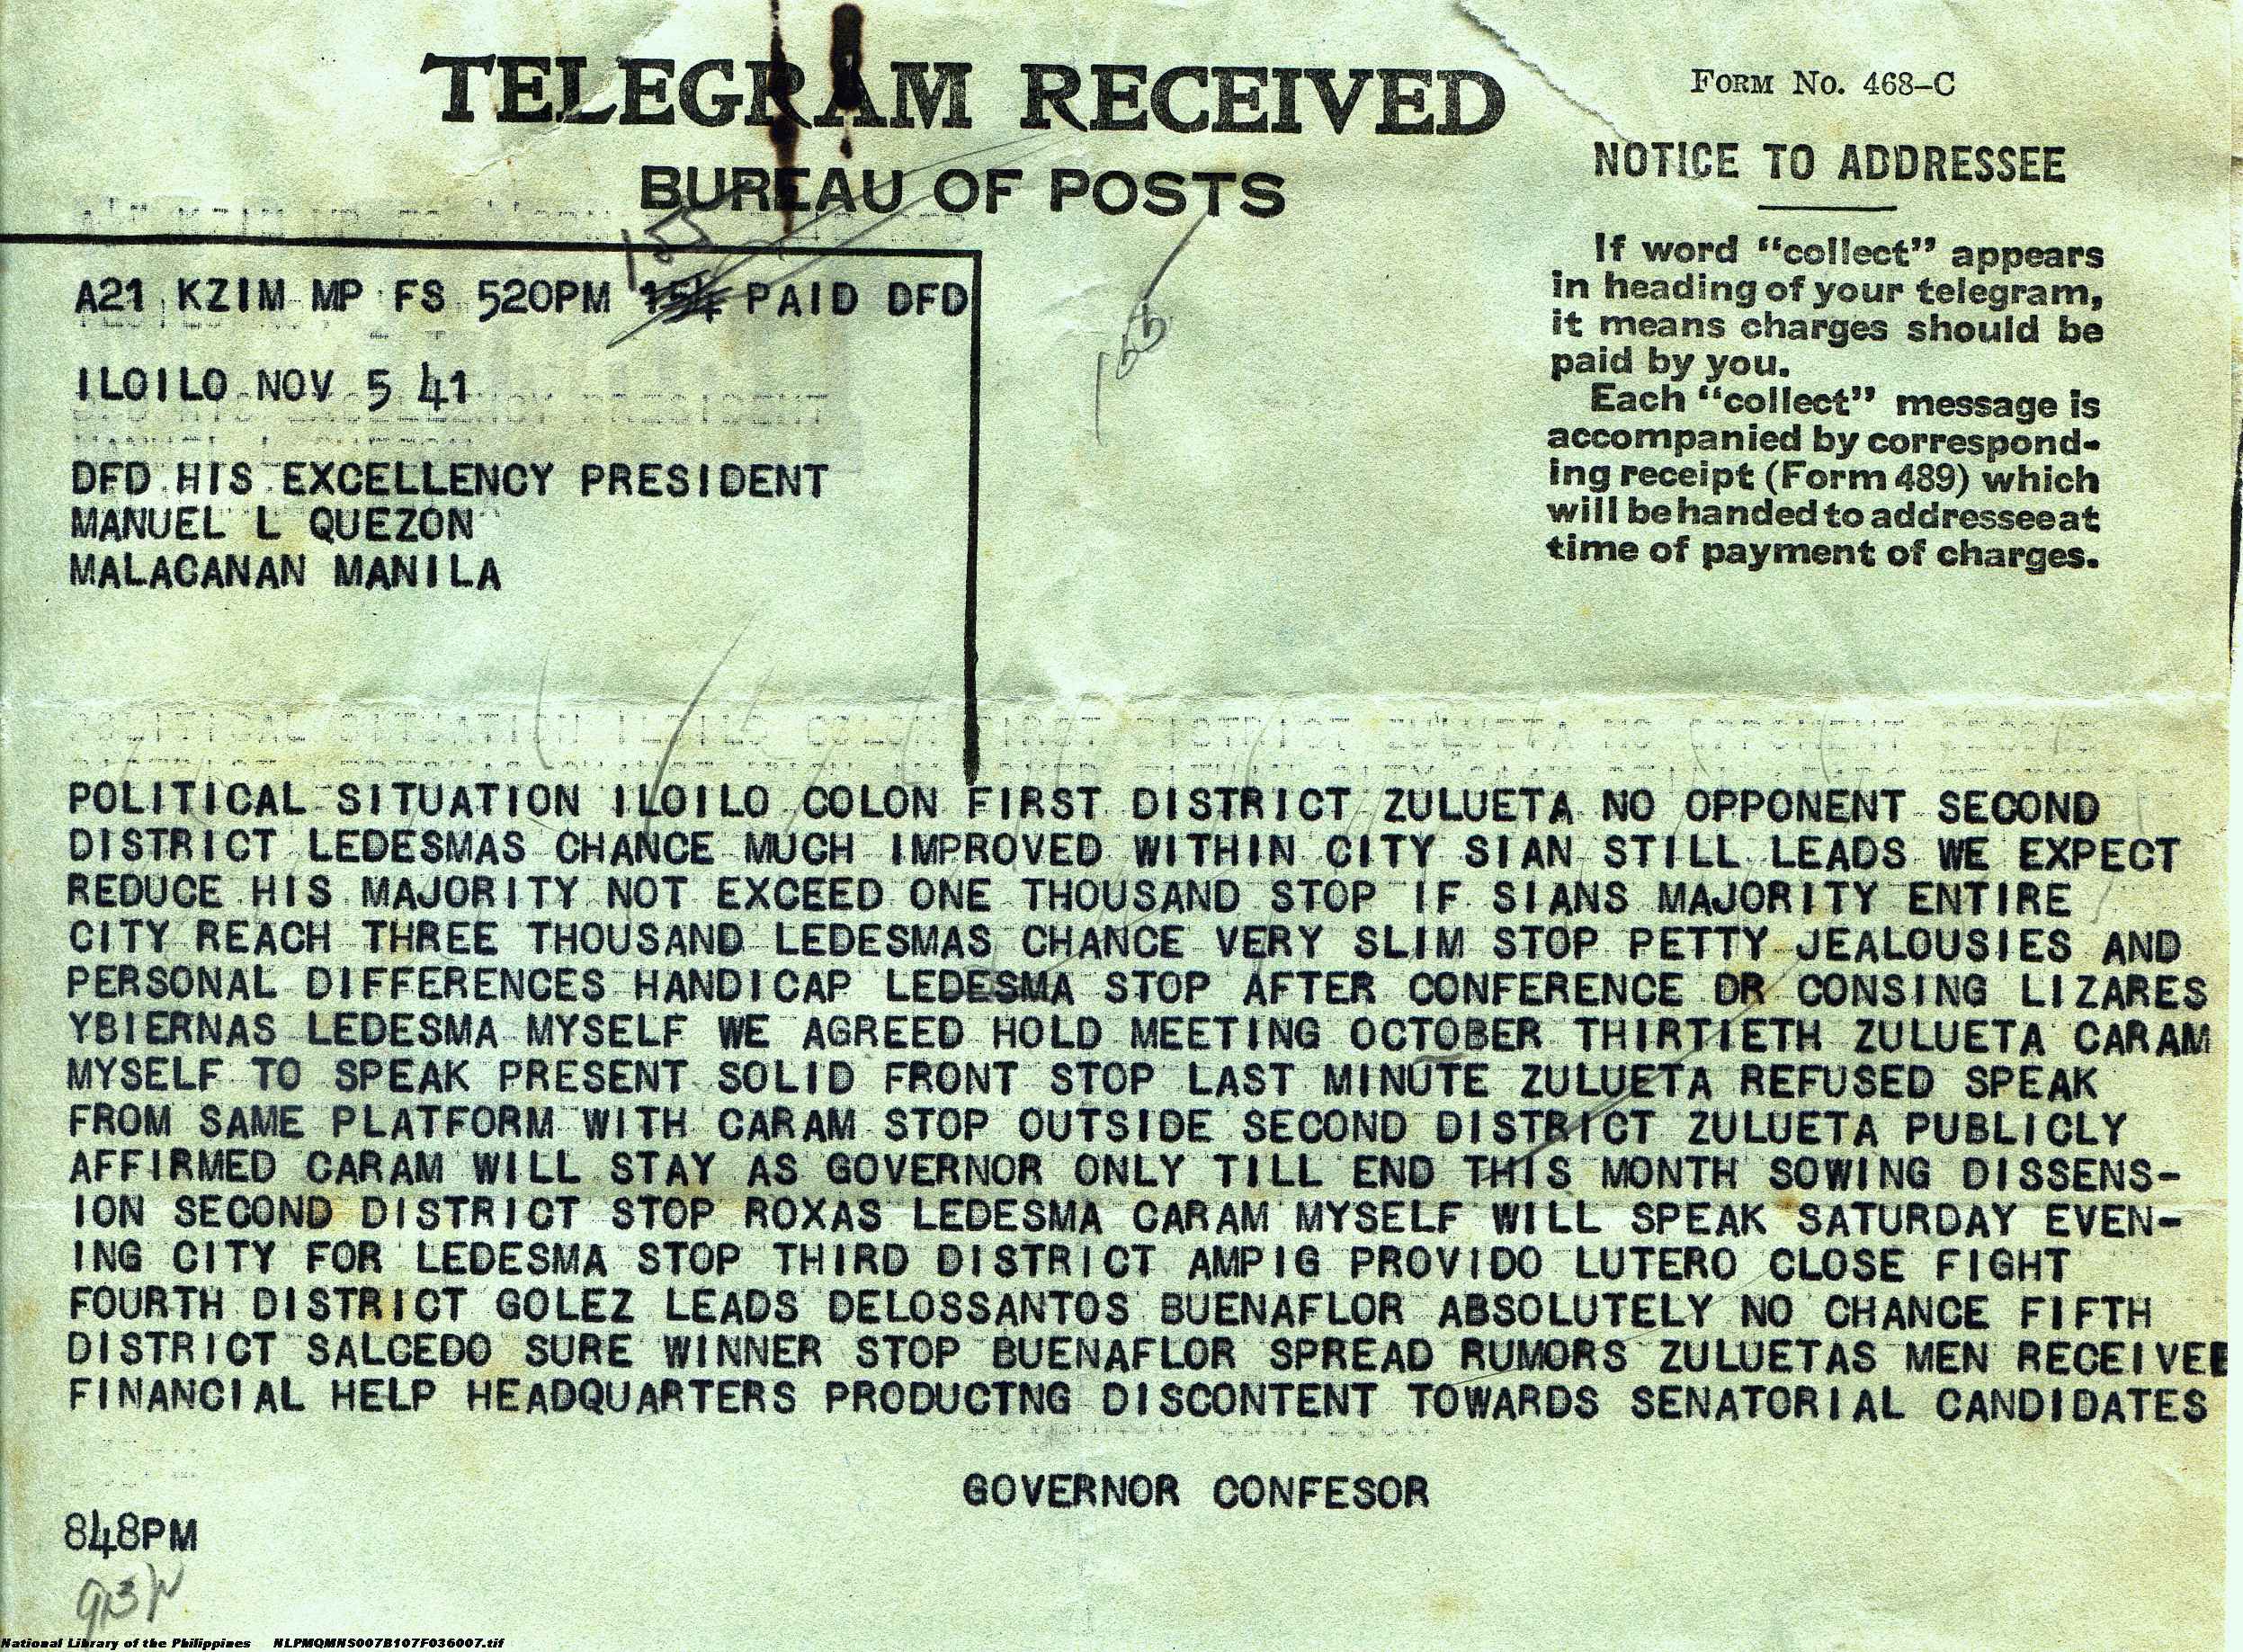 TELEGRAM RECEIVED
BUREAU OF POSTS
FORM No. 468-C
NOTICE TO ADDRESSEE
If word "collect" appears
in heading of your telegram,
it means charges should be
paid by you.
Each "collect" message is
accompanied by correspond-
ing receipt (Form 489) which
will be handed to addressee at
time of payment of charges.
155
A21 KZIM MP FS 520PM PAID DFD
166
ILOILO NOV 5 41
DFD HIS EXCELLENCY PRESIDENT
MANUEL L QUEZON
MALACANAN MANILA
POLITICAL SITUATION ILOILO COLON FIRST DISTRICT ZULUETA NO OPPONENT SECOND
DISTRICT LEDESMAS CHANCE MUCH IMPROVED WITHIN CITY SIAN STILL LEADS WE EXPECT
REDUCE HIS MAJORITY NOT EXCEED ONE THOUSAND STOP IF SIANS MAJORITY ENTIRE
CITY REACH THREE THOUSAND LEDESMAS CHANCE VERY SLIM STOP PETTY JEALOUSIES AND
PERSONAL DIFFERENCES HANDICAP LEDESMA STOP AFTER CONFERENCE DR CONSING LIZARES
YBIERNAS LEDESMA MYSELF WE AGREED HOLD MEETING OCTOBER THIRTIETH ZULUETA CARAM
MYSELF TO SPEAK PRESENT SOLID FRONT STOP LAST MINUTE ZULUETA REFUSED SPEAK
FROM SAME PLATFORM WITH CARAM STOP OUTSIDE SECOND DISTRICT ZULUETA PUBLICLY
AFFIRMED CARAM WILL STAY AS GOVERNOR ONLY TILL END THIS MONTH SOWING DISSENS-
ION SECOND DISTRICT STOP ROXAS LEDESMA CARAM MYSELF WILL SPEAK SATURDAY EVEN-
ING CITY FOR LEDESMA STOP THIRD DISTRICT AMPIG PROVIDO LUTERO CLOSE FIGHT
FOURTH DISTRICT GOLEZ LEADS DELOSSANTOS BUENAFLOR ABSOLUTELY NO CHANCE FIFTH
DISTRICT SALCEDO SURE WINNER STOP BUENAFLOR SPREAD RUMORS ZULUETAS MEN RECEIVEE
FINANCIAL HELP HEADQUARTERS PRODUCTNG DISCONTENT TOWARDS SENATORIAL CANDIDATES
GOVERNOR CONFESOR
848PM
National Library of the Philippines NLPMQMNS007B107F036007.tif